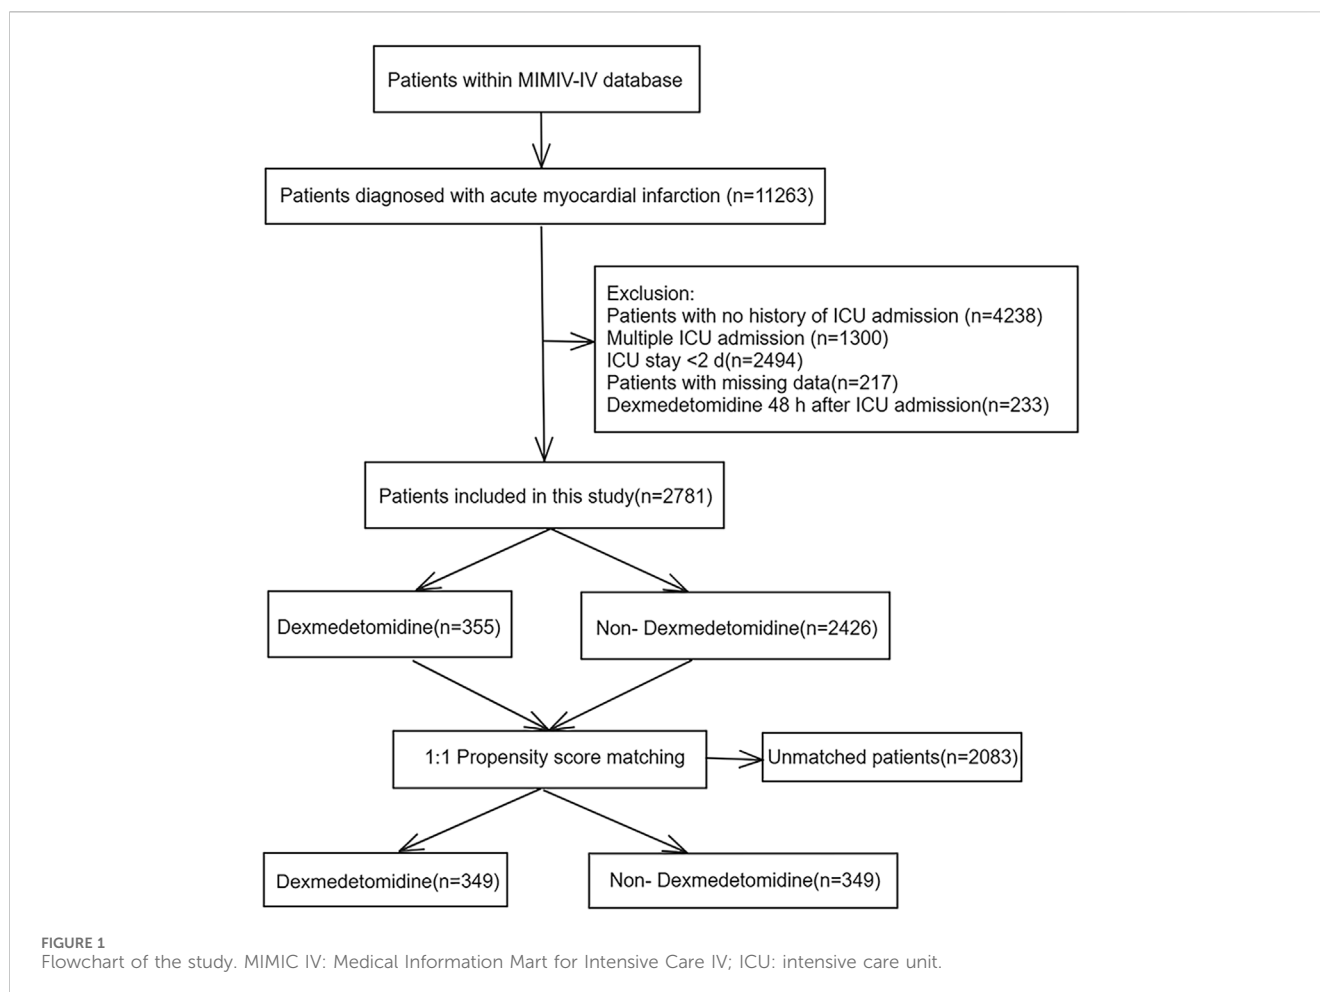 Patients within MIMIV-IV database
Patients diagnosed with acute myocardial infarction (n=11263)
Exclusion:
Patients with no history of ICU admission (n=4238)
Multiple ICU admission (n=1300)
ICU stay <2 d(n=2494)
Patients with missing data(n=217)
Dexmedetomidine 48 h after ICU admission(n=233)
Patients included in this study(n=2781)
Dexmedetomidine(n=355)
Non- Dexmedetomidine(n=2426)
1:1 Propensity score matching
Unmatched patients(n=2083)
Dexmedetomidine(n=349)
Non- Dexmedetomidine(n=349)
FIGURE 1
Flowchart of the study. MIMIC IV: Medical Information Mart for Intensive Care IV; ICU: intensive care unit.